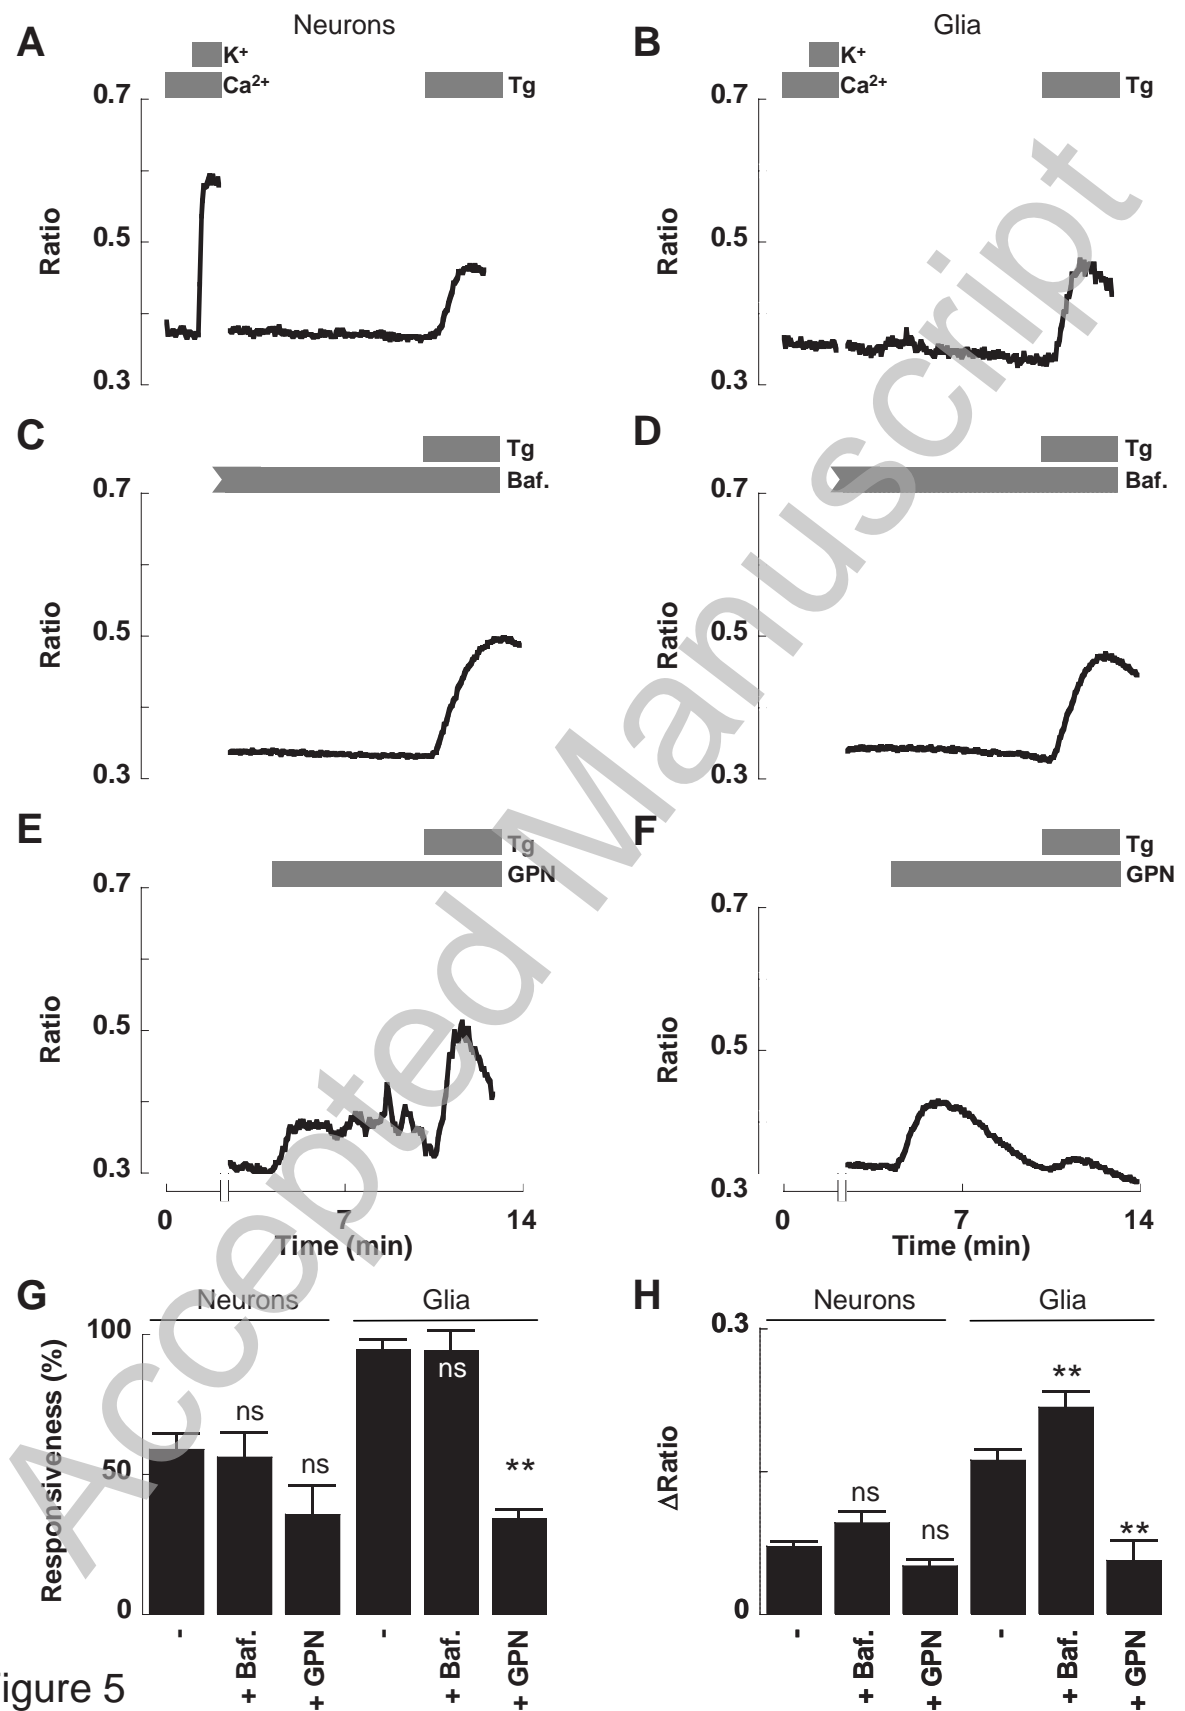 Neurons
Glia
A
K+
Ca2+
Tg
0.7
0.5
0.3
Ratio
B
K+
Ca2+
Tg
0.7
0.5
0.3
Ratio
C
Tg
Baf.
0.7
0.5
0.3
Ratio
D
Tg
Baf.
0.7
0.5
0.3
Ratio
E
Tg
GPN
0.7
0.5
0.3
Ratio
0 7 14
Time (min)
F
Tg
GPN
0.7
0.5
0.3
Ratio
0 7 14
Time (min)
G
Neurons Glia
100
50
0
Responsiveness (%)
ns
ns
ns
**
- + Baf. + GPN - + Baf. + GPN
H
Neurons Glia
0.3
0
ΔRatio
ns
ns
**
**
- + Baf. + GPN - + Baf. + GPN
igure 5
Accepted Manuscript